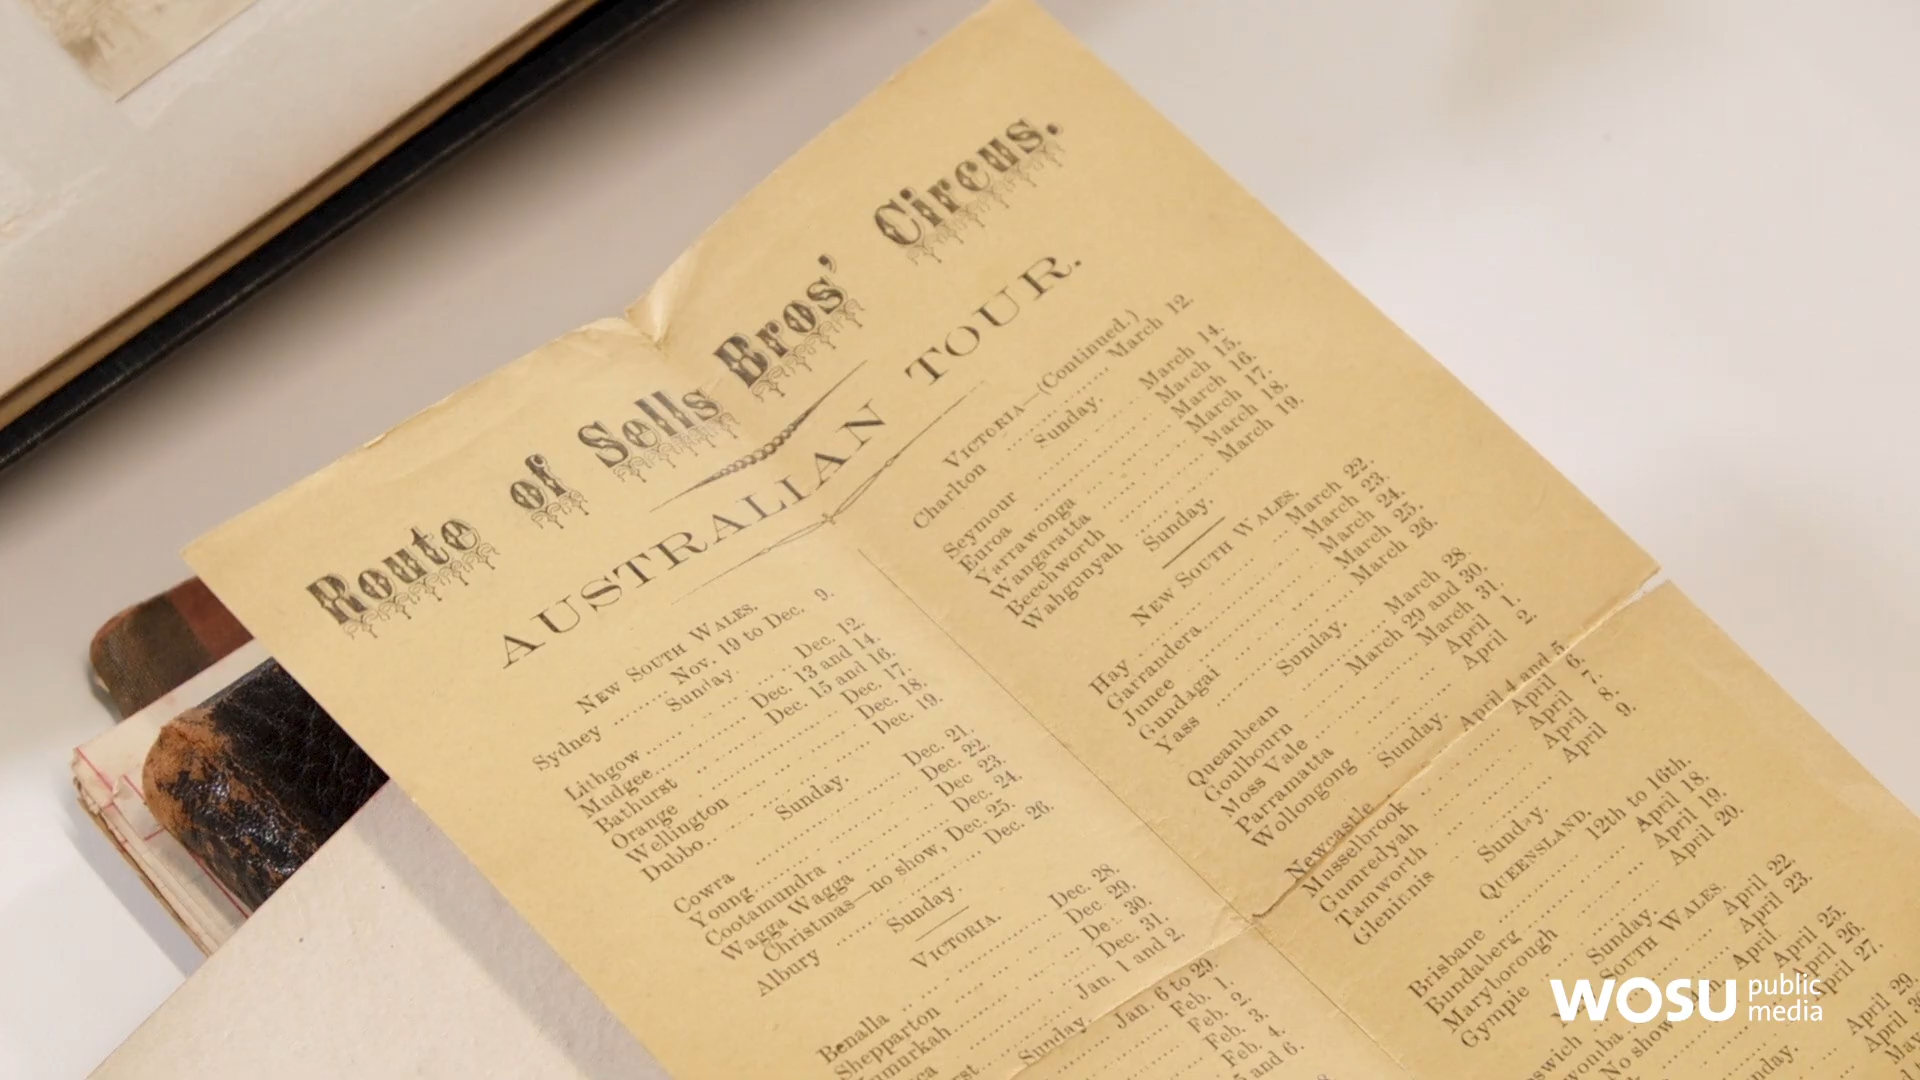 Route of Sells Bros' Circus.
AUSTRALIAN TOUR.
NEW SOUTH WALES.
Sydney ........ Nov. 19 to Dec. 9.
Sunday.
Lithgow ........ Dec. 12.
Mudgee ........ Dec. 13 and 14.
Bathurst ........ Dec. 15 and 16.
Orange ........ Dec. 17.
Wellington ........ Dec. 18.
Dubbo ........ Dec. 19.
Sunday.
Cowra ........ Dec. 21.
Young ........ Dec. 22.
Cootamundra ........ Dec 23.
Wagga Wagga ........ Dec. 24.
Christmas—no show, Dec. 25.
Albury ........ Dec. 26.
Sunday.
VICTORIA.
Benalla ........ Dec. 28.
Shepparton ........ Dec. 29.
Dec. 30.
Dec. 31.
Jan. 1 and 2.
Sunday.
Jan 6 to 29.
Feb. 1.
Feb. 2.
Feb. 3.
Feb. 4.
and 6.
VICTORIA—(Continued.)
Charlton ........ March 12.
Sunday.
Seymour ........ March 14.
Euroa ........ March 15.
Yarrawonga ........ March 16.
Wangaratta ........ March 17.
Beechworth ........ March 18.
Wahgunyah ........ March 19.
Sunday.
NEW SOUTH WALES.
Hay ........ March 22.
Garrandera ........ March 23.
Junee ........ March 24.
Gundagai ........ March 25.
Yass ........ March 26.
Sunday.
Queanbean ........ March 28.
Goulbourn ........ March 29 and 30.
Moss Vale ........ March 31.
Parramatta ........ April 1.
Wollongong ........ April 2.
Sunday.
Newcastle ........ April 4 and 5.
Musselbrook ........ April 6.
Gumredyah ........ April 7.
Tamworth ........ April 8.
Gleninnis ........ April 9.
Sunday.
QUEENSLAND.
Brisbane ........ 12th to 16th.
Bundaberg ........ April 18.
Maryborough ........ April 19.
Gympie ........ April 20.
Sunday.
SOUTH WALES.
April 22.
April 23.
No show
April
April 25.
April 26.
April 27.
April 29.
WOSU public media